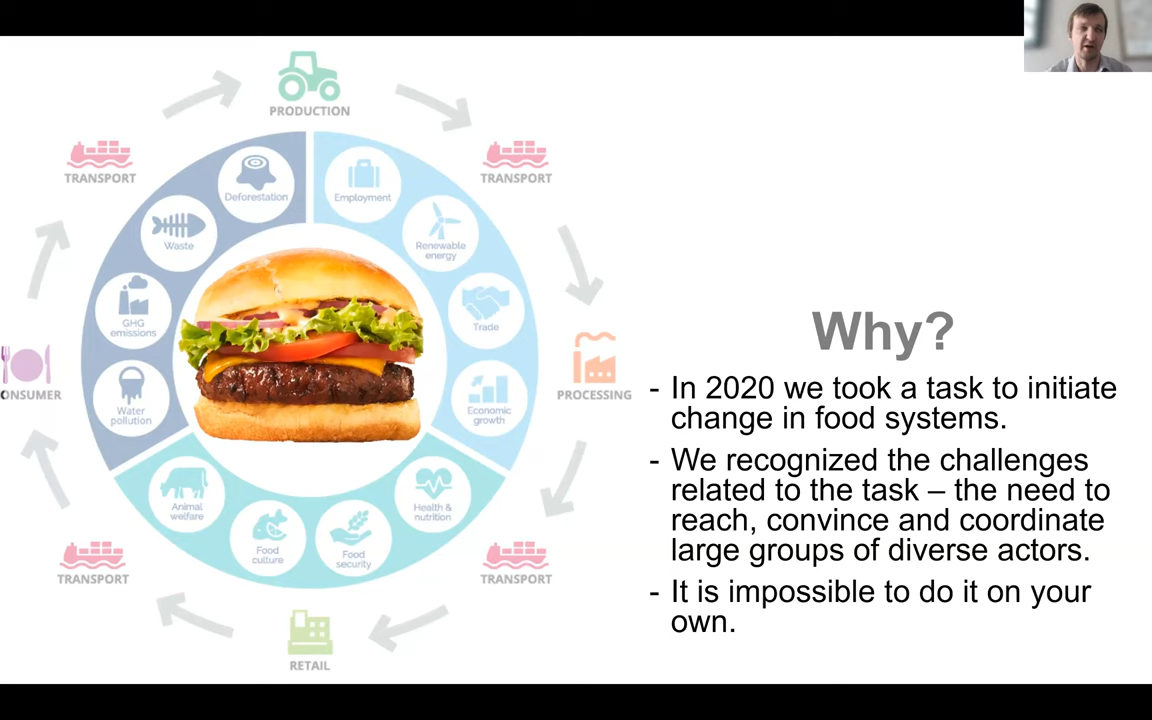 PRODUCTION
TRANSPORT
TRANSPORT
Deforestation
Employment
Waste
Renewable
energy
GHG
emissions
Trade
ONSUMER
PROCESSING
Water
pollution
Economic
growth
Animal
welfare
Health &
nutrition
Food
culture
Food
security
TRANSPORT
TRANSPORT
RETAIL
Why?
- In 2020 we took a task to initiate
change in food systems.
- We recognized the challenges
related to the task – the need to
reach, convince and coordinate
large groups of diverse actors.
- It is impossible to do it on your
own.